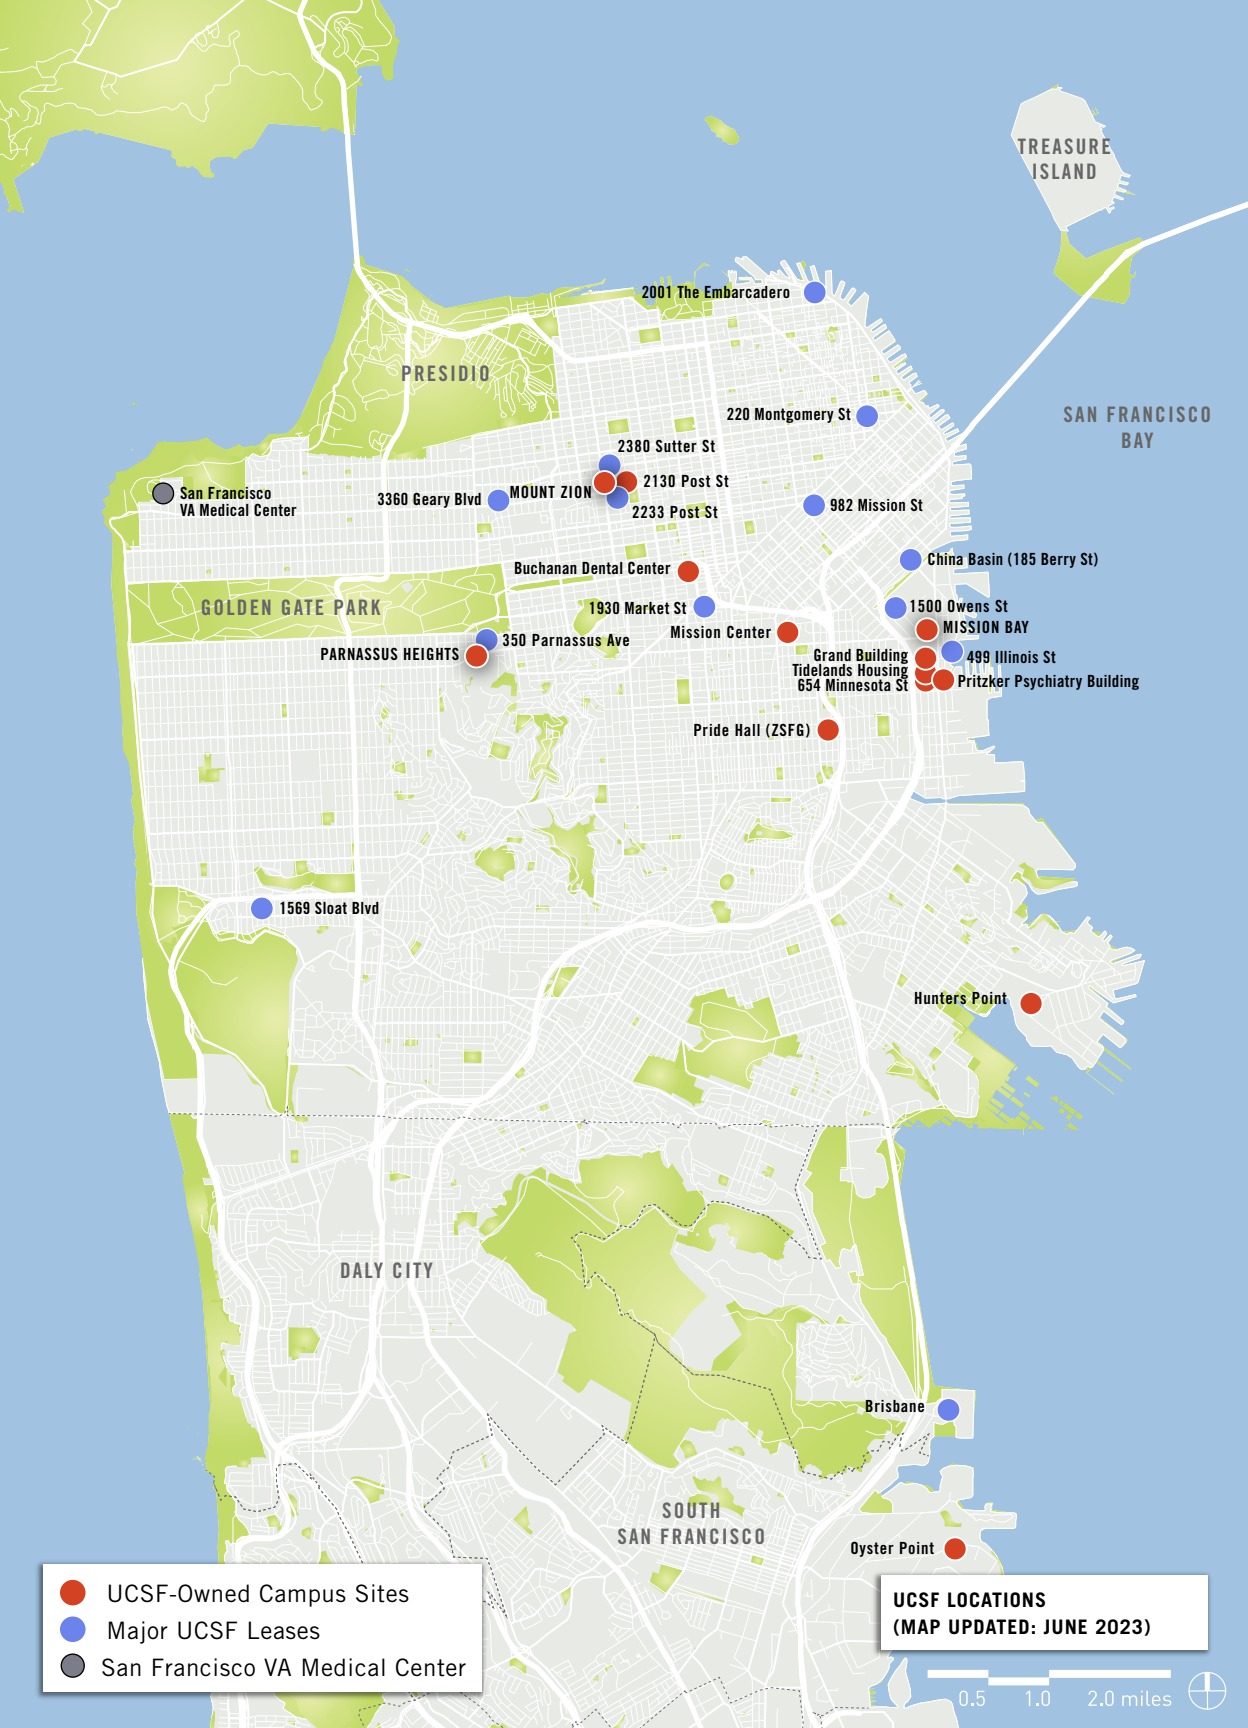 TREASURE
ISLAND
2001 The Embarcadero
PRESIDIO
SAN FRANCISCO
BAY
220 Montgomery St
2380 Sutter St
2130 Post St
MOUNT ZION
3360 Geary Blvd
San Francisco
VA Medical Center
2233 Post St
982 Mission St
China Basin (185 Berry St)
Buchanan Dental Center
GOLDEN GATE PARK
1930 Market St
1500 Owens St
MISSION BAY
Mission Center
350 Parnassus Ave
PARNASSUS HEIGHTS
Grand Building
499 Illinois St
Tidelands Housing
654 Minnesota St
Pritzker Psychiatry Building
Pride Hall (ZSFG)
1569 Sloat Blvd
Hunters Point
DALY CITY
Brisbane
SOUTH
SAN FRANCISCO
Oyster Point
UCSF-Owned Campus Sites
Major UCSF Leases
San Francisco VA Medical Center
UCSF LOCATIONS
(MAP UPDATED: JUNE 2023)
0.5 1.0 2.0 miles